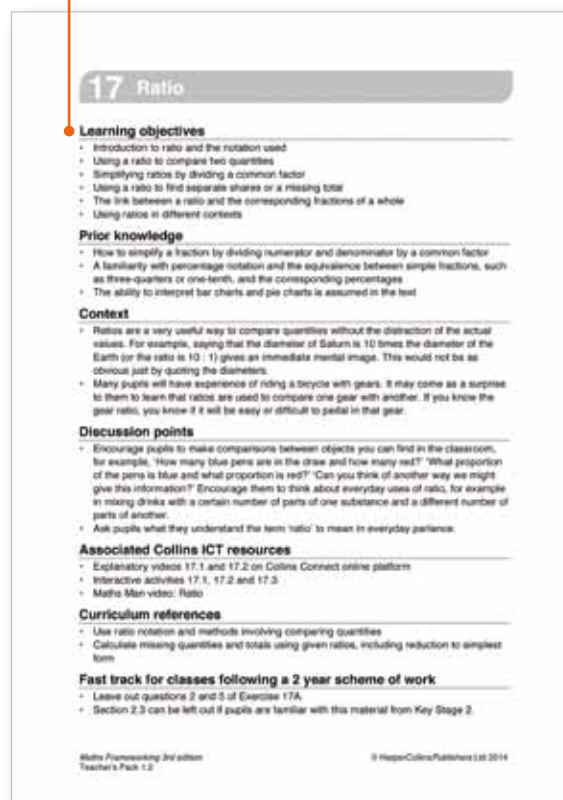 17 Ratio
Learning objectives
• Introduction to ratio and the notation used
• Using a ratio to compare two quantities
• Simplifying ratios by dividing a common factor
• Using a ratio to find separate shares or a missing total
• The link between a ratio and the corresponding fractions of a whole
• Using ratios in different contexts
Prior knowledge
• How to simplify a fraction by dividing numerator and denominator by a common factor
• A familiarity with percentage notation and the equivalence between simple fractions, such
as three-quarters or one-tenth, and the corresponding percentages
• The ability to interpret bar charts and pie charts is assumed in the text
Context
• Ratios are a very useful way to compare quantities without the distraction of the actual
values. For example, saying that the diameter of Saturn is 10 times the diameter of the
Earth (or the ratio is 10 : 1) gives an immediate mental image. This would not be as
obvious just by quoting the diameters.
• Many pupils will have experience of riding a bicycle with gears. It may come as a surprise
to them to learn that ratios are used to compare one gear with another. If you know the
gear ratio, you know if it will be easy or difficult to pedal in that gear.
Discussion points
• Encourage pupils to make comparisons between objects you can find in the classroom,
for example, 'How many blue pens are in the draw and how many red?' 'What proportion
of the pens is blue and what proportion is red?' 'Can you think of another way we might
give this information?' Encourage them to think about everyday uses of ratio, for example
in mixing drinks with a certain number of parts of one substance and a different number of
parts of another.
• Ask pupils what they understand the term 'ratio' to mean in everyday parlance.
Associated Collins ICT resources
• Explanatory videos 17.1 and 17.2 on Collins Connect online platform
• Interactive activities 17.1, 17.2 and 17.3
• Maths Man video: Ratio
Curriculum references
• Use ratio notation and methods involving comparing quantities
• Calculate missing quantities and totals using given ratios, including reduction to simplest
form
Fast track for classes following a 2 year scheme of work
• Leave out questions 2 and 5 of Exercise 17A.
• Section 2.3 can be left out if pupils are familiar with this material from Key Stage 2.
Maths Frameworking 3rd edition © HarperCollinsPublishers Ltd 2014
Teacher's Pack 1.2